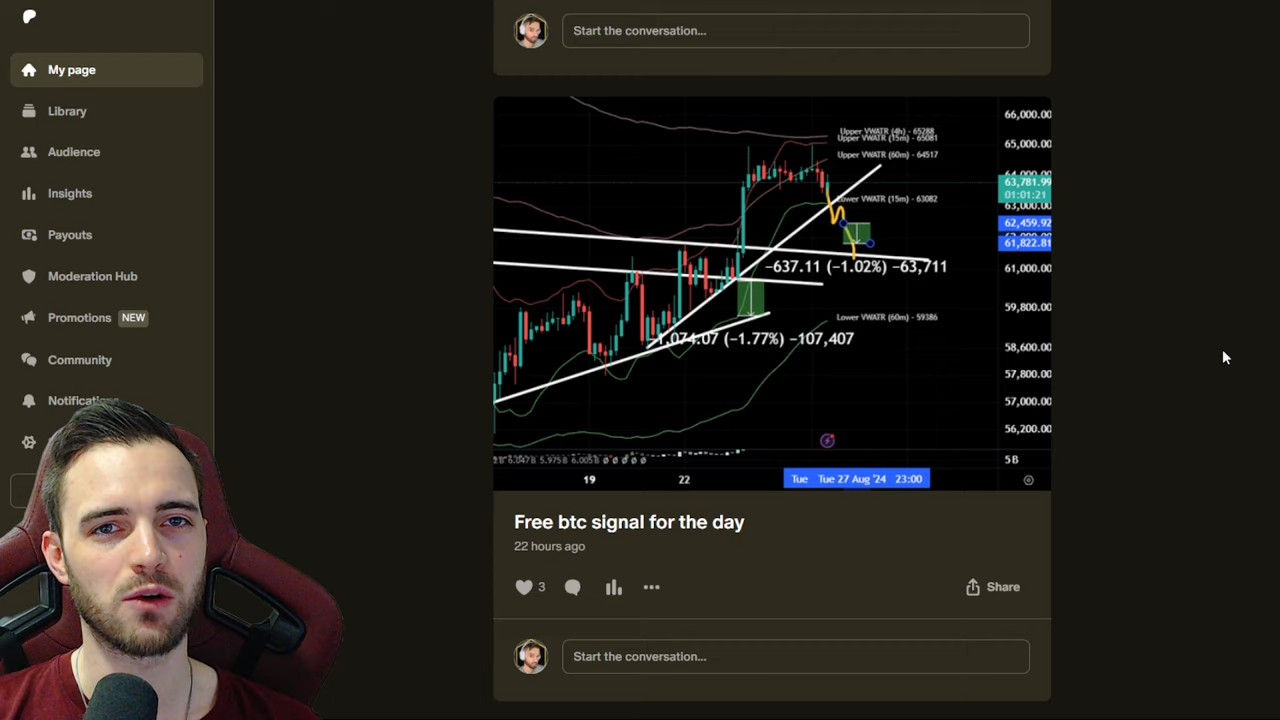 Start the conversation...
My page
Library
Audience
Insights
Payouts
Moderation Hub
Promotions NEW
Community
66,000.00
Upper VWATR (4h) - 65288
Upper VWATR (15m) - 65081
65,000.00
Upper VWATR (60m) - 64517
63,781.99
01:01:21
Lower VWATR (15m) - 63082
63,000.00
62,459.92
61,822.81
−637.11 (−1.02%) −63,711
61,000.00
59,800.00
Lower VWATR (60m) - 59386
−1,074.07 (−1.77%) −107,407
58,600.00
57,800.00
57,000.00
56,200.00
5B
19
22
Tue
Tue 27 Aug '24 23:00
Free btc signal for the day
22 hours ago
3
Share
Start the conversation...